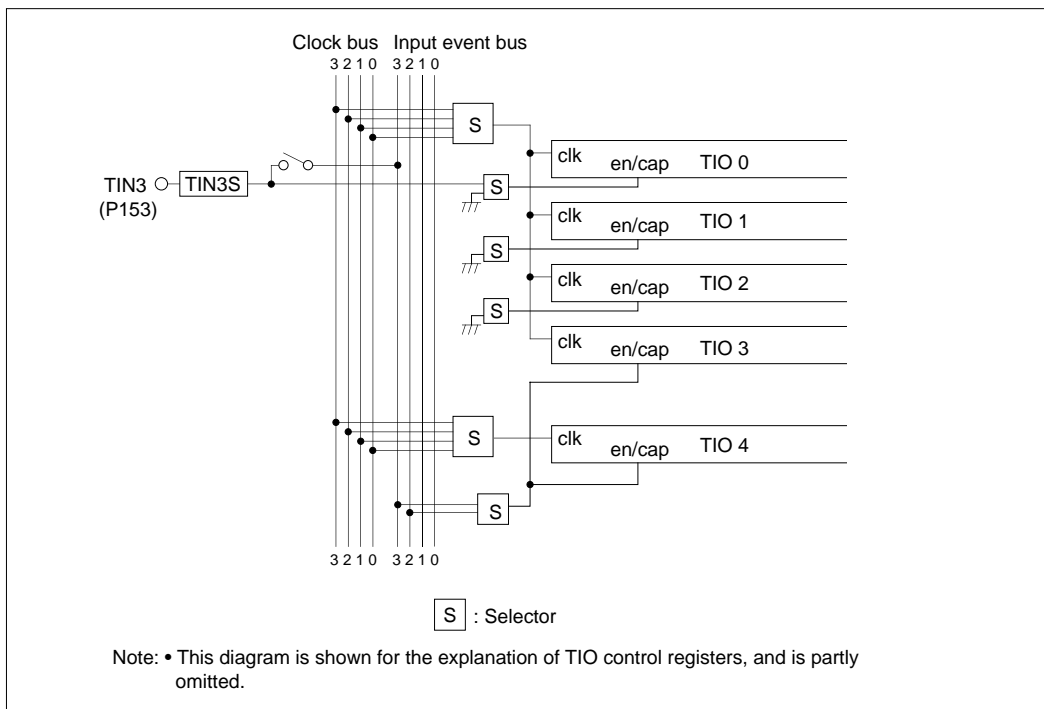 Clock bus Input event bus
3 2 1 0 3 2 1 0
S
clk
en/cap TIO 0
TIN3
(P153)
TIN3S
S
clk
en/cap TIO 1
S
clk
en/cap TIO 2
S
clk
en/cap TIO 3
S
clk
en/cap TIO 4
S
3 2 1 0 3 2 1 0
S : Selector
Note: • This diagram is shown for the explanation of TIO control registers, and is partly
omitted.